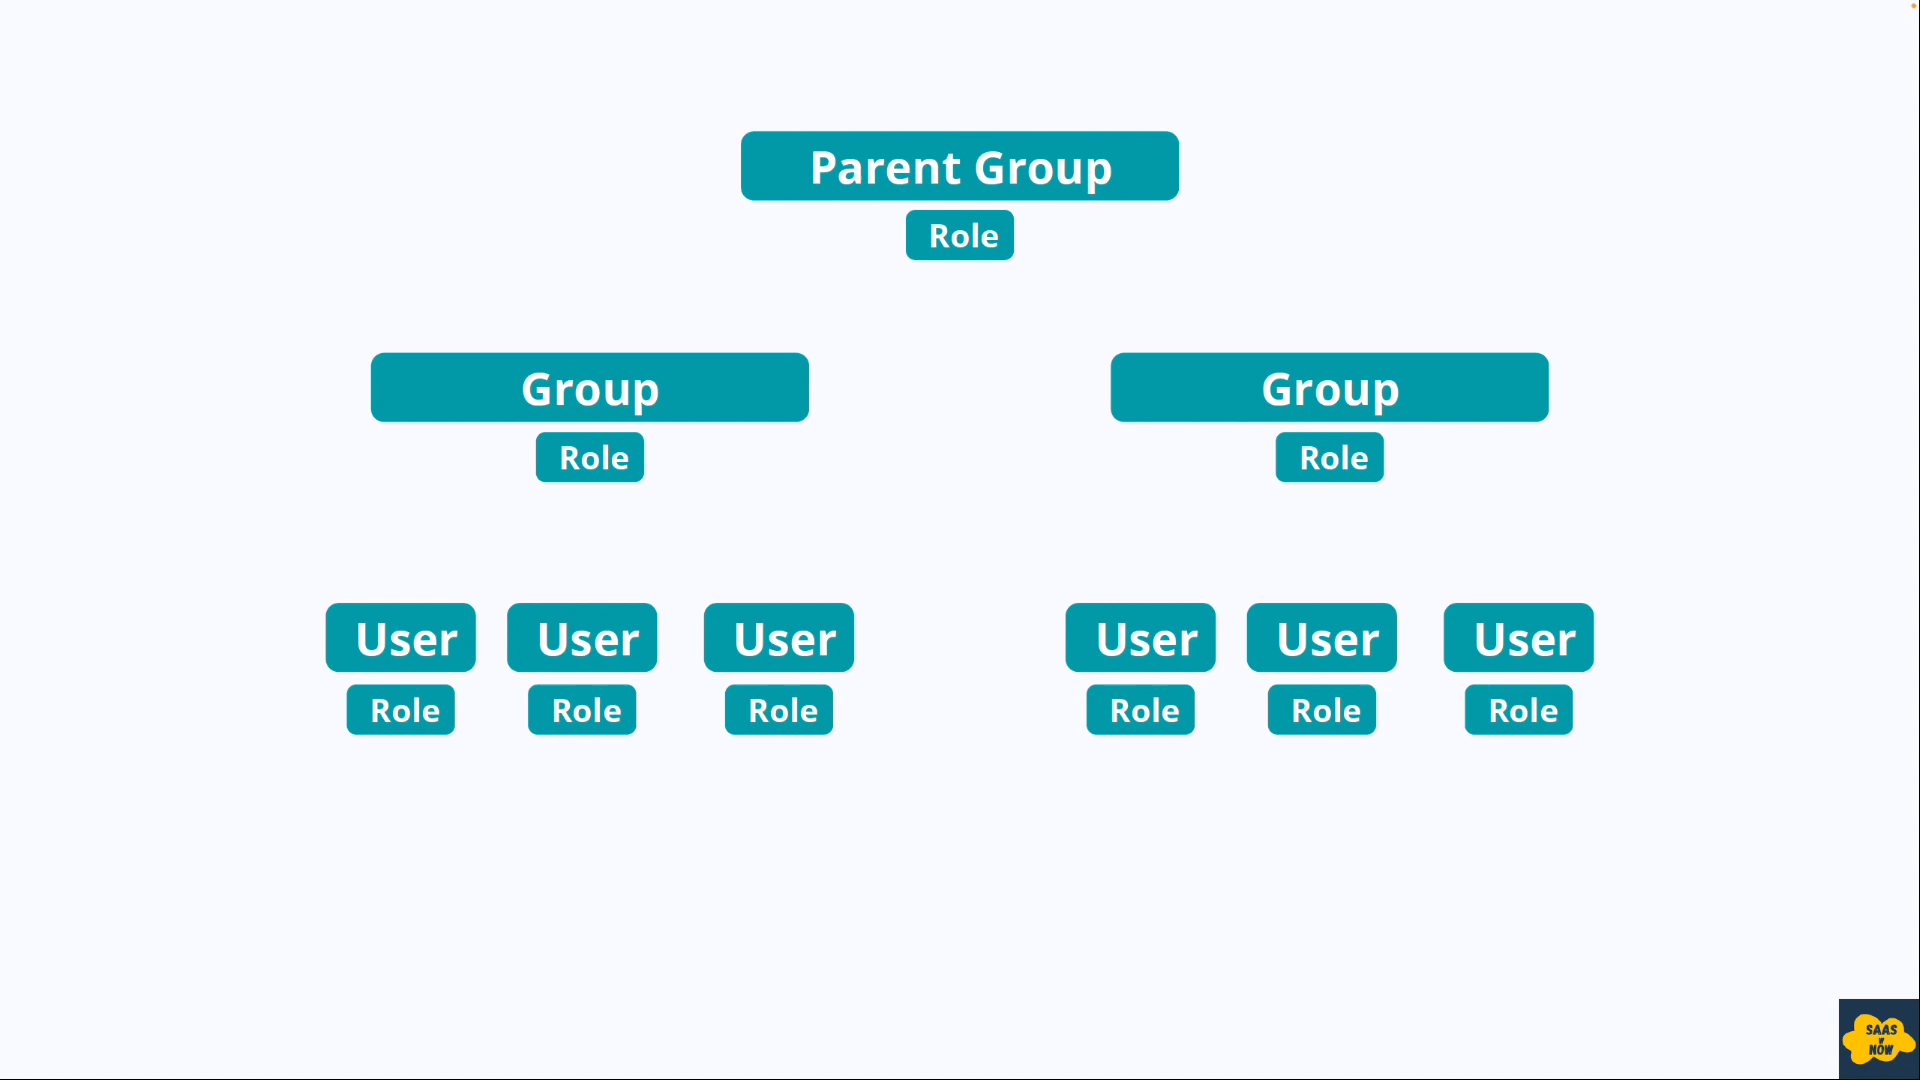 Parent Group
Role
Group Group
Role Role
User User User User User User
Role Role Role Role Role Role
SAAS
W
NOW